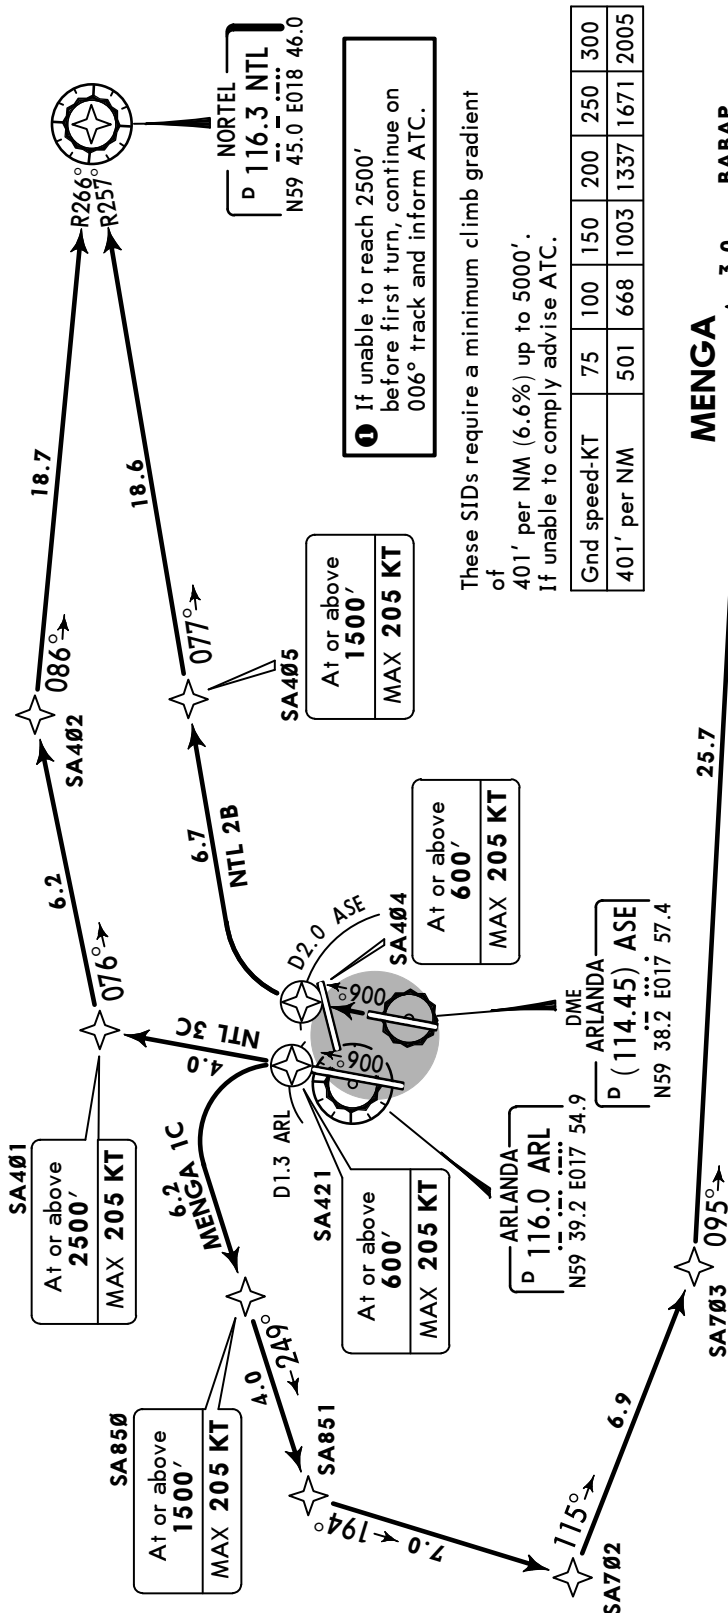 NORTEL
D 116.3 NTL
N59 45.0 E018 46.0
R266°
R257°
18.7
18.6
086°
SA4Ø2
077°
SA4Ø5
At or above
1500'
MAX 205 KT
6.2
076°
6.7
NTL 2B
NTL 3C
4.0
SA4Ø1
At or above
2500'
MAX 205 KT
❶ If unable to reach 2500'
before first turn, continue on
006° track and inform ATC.
These SIDs require a minimum climb gradient
of
401' per NM (6.6%) up to 5000'.
If unable to comply advise ATC.
Gnd speed-KT 75 100 150 200 250 300
401' per NM 501 668 1003 1337 1671 2005
D2.0 ASE
SA4Ø4
At or above
600'
MAX 205 KT
006°
006°
DME
ARLANDA
D (114.45) ASE
N59 38.2 E017 57.4
ARLANDA
D 116.0 ARL
N59 39.2 E017 54.9
D1.3 ARL
SA421
At or above
600'
MAX 205 KT
6.2
MENGA 1C
SA85Ø
At or above
1500'
MAX 205 KT
249°
4.0
SA851
194°
7.0
SA7Ø2
115°
6.9
SA7Ø3
095°
25.7
MENGA
3.0